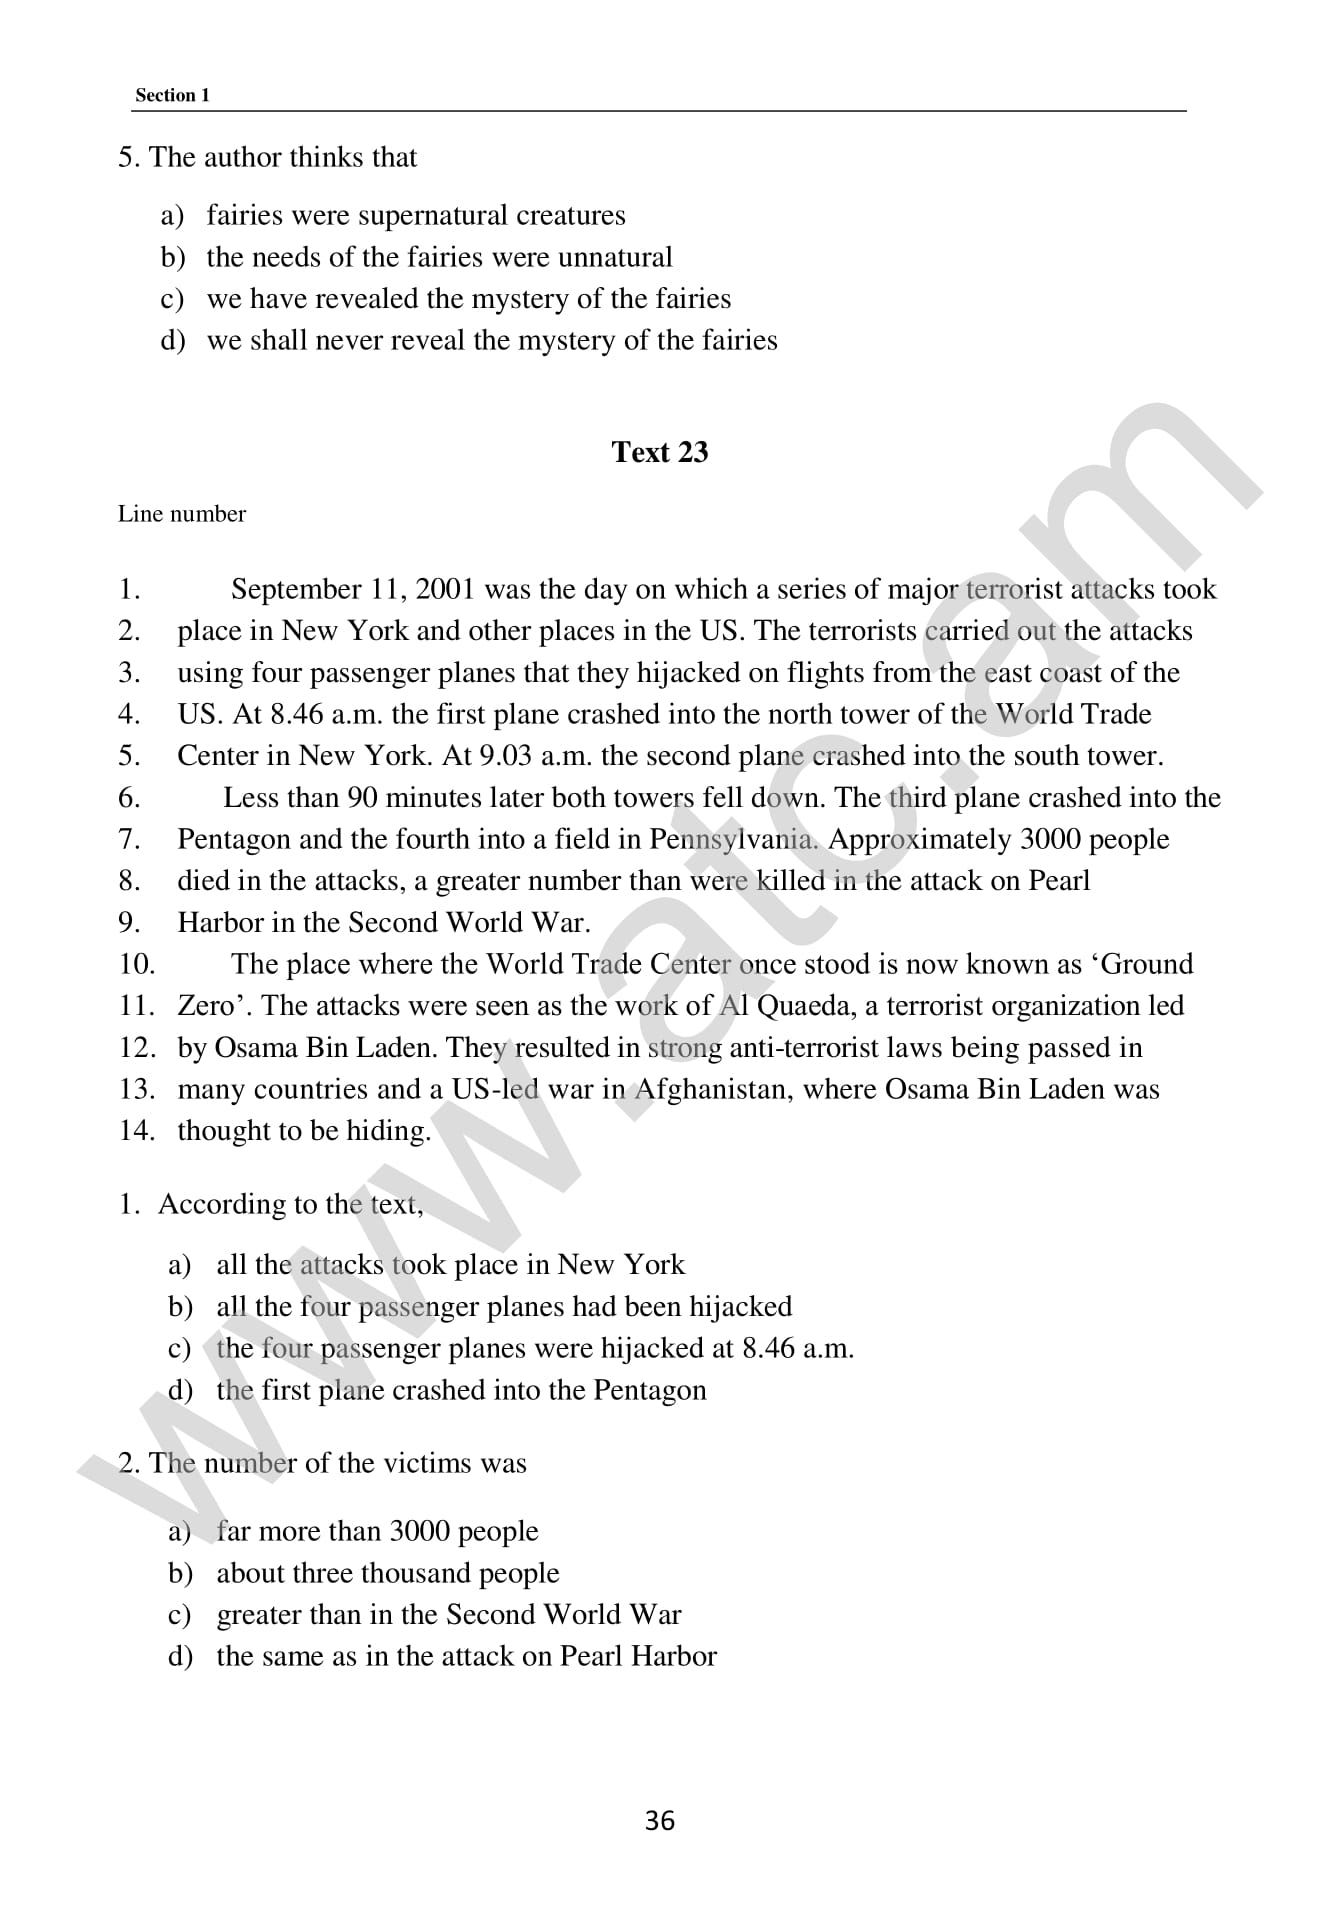 Section 1
5. The author thinks that
a) fairies were supernatural creatures
b) the needs of the fairies were unnatural
c) we have revealed the mystery of the fairies
d) we shall never reveal the mystery of the fairies
Text 23
Line number
1. September 11, 2001 was the day on which a series of major terrorist attacks took
2. place in New York and other places in the US. The terrorists carried out the attacks
3. using four passenger planes that they hijacked on flights from the east coast of the
4. US. At 8.46 a.m. the first plane crashed into the north tower of the World Trade
5. Center in New York. At 9.03 a.m. the second plane crashed into the south tower.
6. Less than 90 minutes later both towers fell down. The third plane crashed into the
7. Pentagon and the fourth into a field in Pennsylvania. Approximately 3000 people
8. died in the attacks, a greater number than were killed in the attack on Pearl
9. Harbor in the Second World War.
10. The place where the World Trade Center once stood is now known as ‘Ground
11. Zero’. The attacks were seen as the work of Al Quaeda, a terrorist organization led
12. by Osama Bin Laden. They resulted in strong anti-terrorist laws being passed in
13. many countries and a US-led war in Afghanistan, where Osama Bin Laden was
14. thought to be hiding.
1. According to the text,
a) all the attacks took place in New York
b) all the four passenger planes had been hijacked
c) the four passenger planes were hijacked at 8.46 a.m.
d) the first plane crashed into the Pentagon
2. The number of the victims was
a) far more than 3000 people
b) about three thousand people
c) greater than in the Second World War
d) the same as in the attack on Pearl Harbor
36
www.atc.am